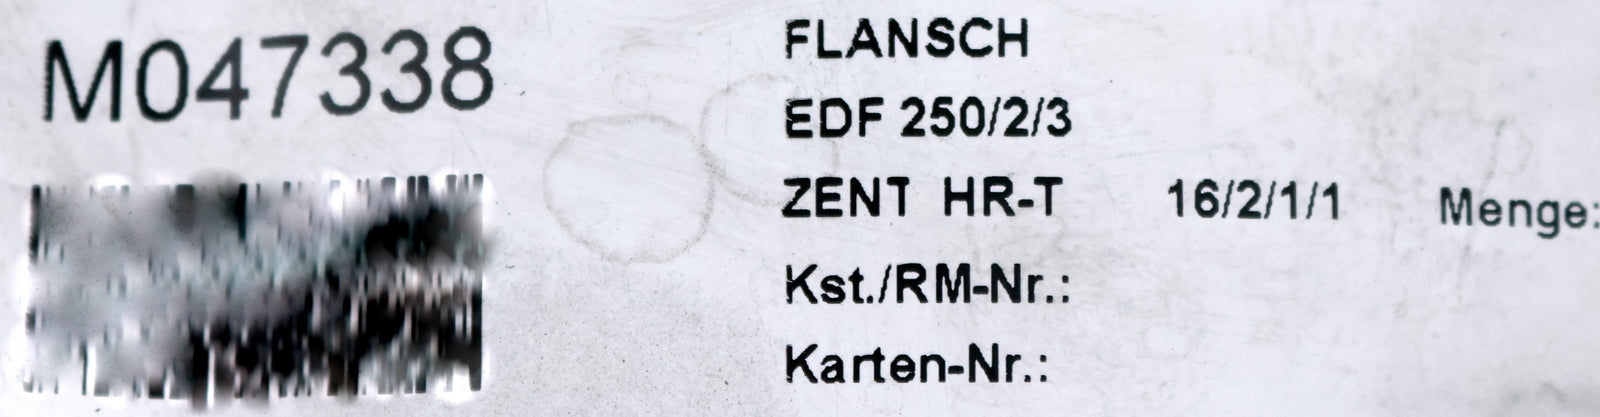 M047338
FLANSCH
EDF 250/2/3
ZENT HR-T 16/2/1/1 Menge:
Kst./RM-Nr.:
Karten-Nr.: